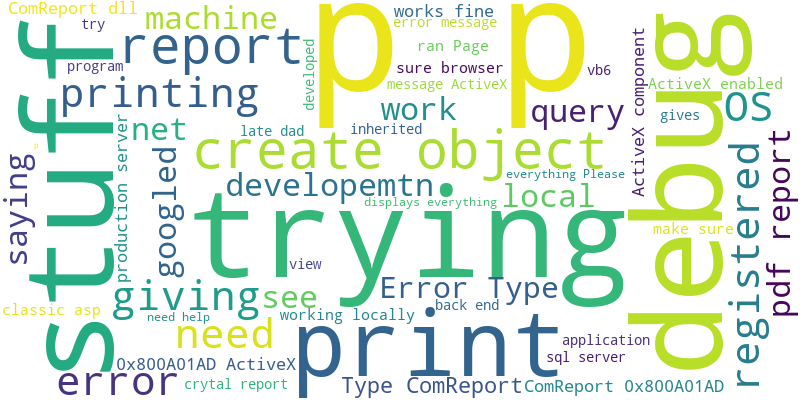 ComReport dll
try
machine
works fine
error message
p p
stuff
report
developed
ran Page
debug
program
sure browser
vb6
message ActiveX
ActiveX enabled
printing
work
query
gives
OS
ActiveX component
net
late dad
inherited
production server
create object
saying
googled
developemtn
everything Please
local
displays everything
registered
pdf report
p
trying
make sure
view
giving
see
Error Type
back end
classic asp
need help
working locally
need
print
application
0x800A01AD ActiveX
sql server
error
crytal report
Type ComReport
ComReport 0x800A01AD